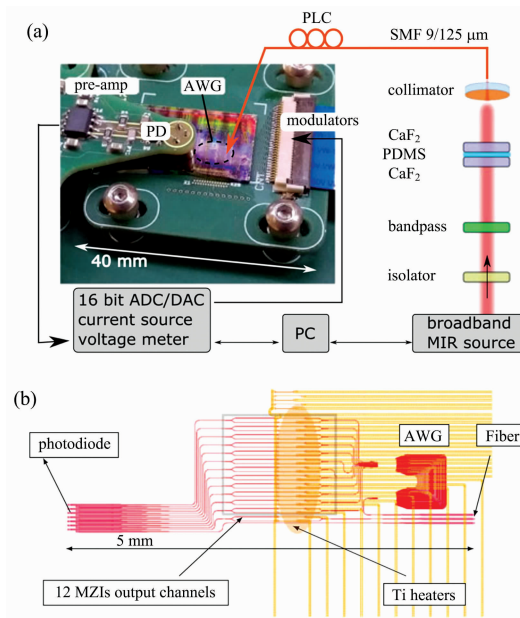 (a)
PLC
SMF 9/125 μm
pre-amp
AWG
PD
modulators
collimator
CaF2
PDMS
CaF2
bandpass
isolator
40 mm
16 bit ADC/DAC
current source
voltage meter
PC
broadband
MIR source
(b)
photodiode
AWG
Fiber
5 mm
12 MZIs output channels
Ti heaters